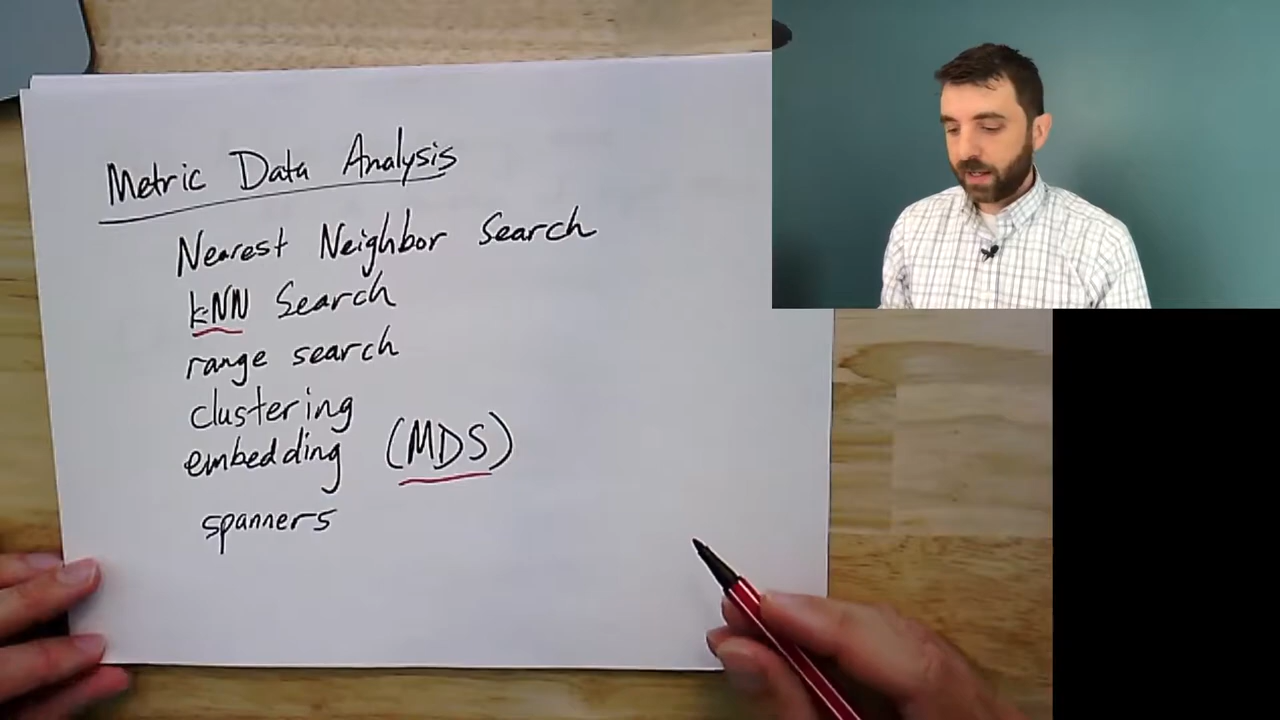 Metric Data Analysis
Nearest Neighbor Search
kNN Search
range search
clustering
embedding (MDS)
spanners